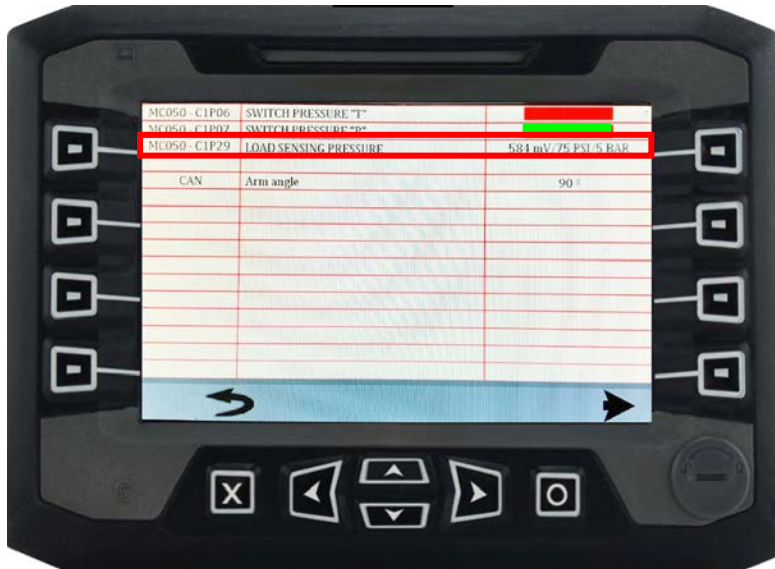 MC050 - C1P06 SWITCH PRESSURE "T"
MC050 - C1P07 SWITCH PRESSURE "P"
MC050 - C1P29 LOAD SENSING PRESSURE 584 mV/75 PSI/5 BAR
CAN Arm angle 90 °
X O